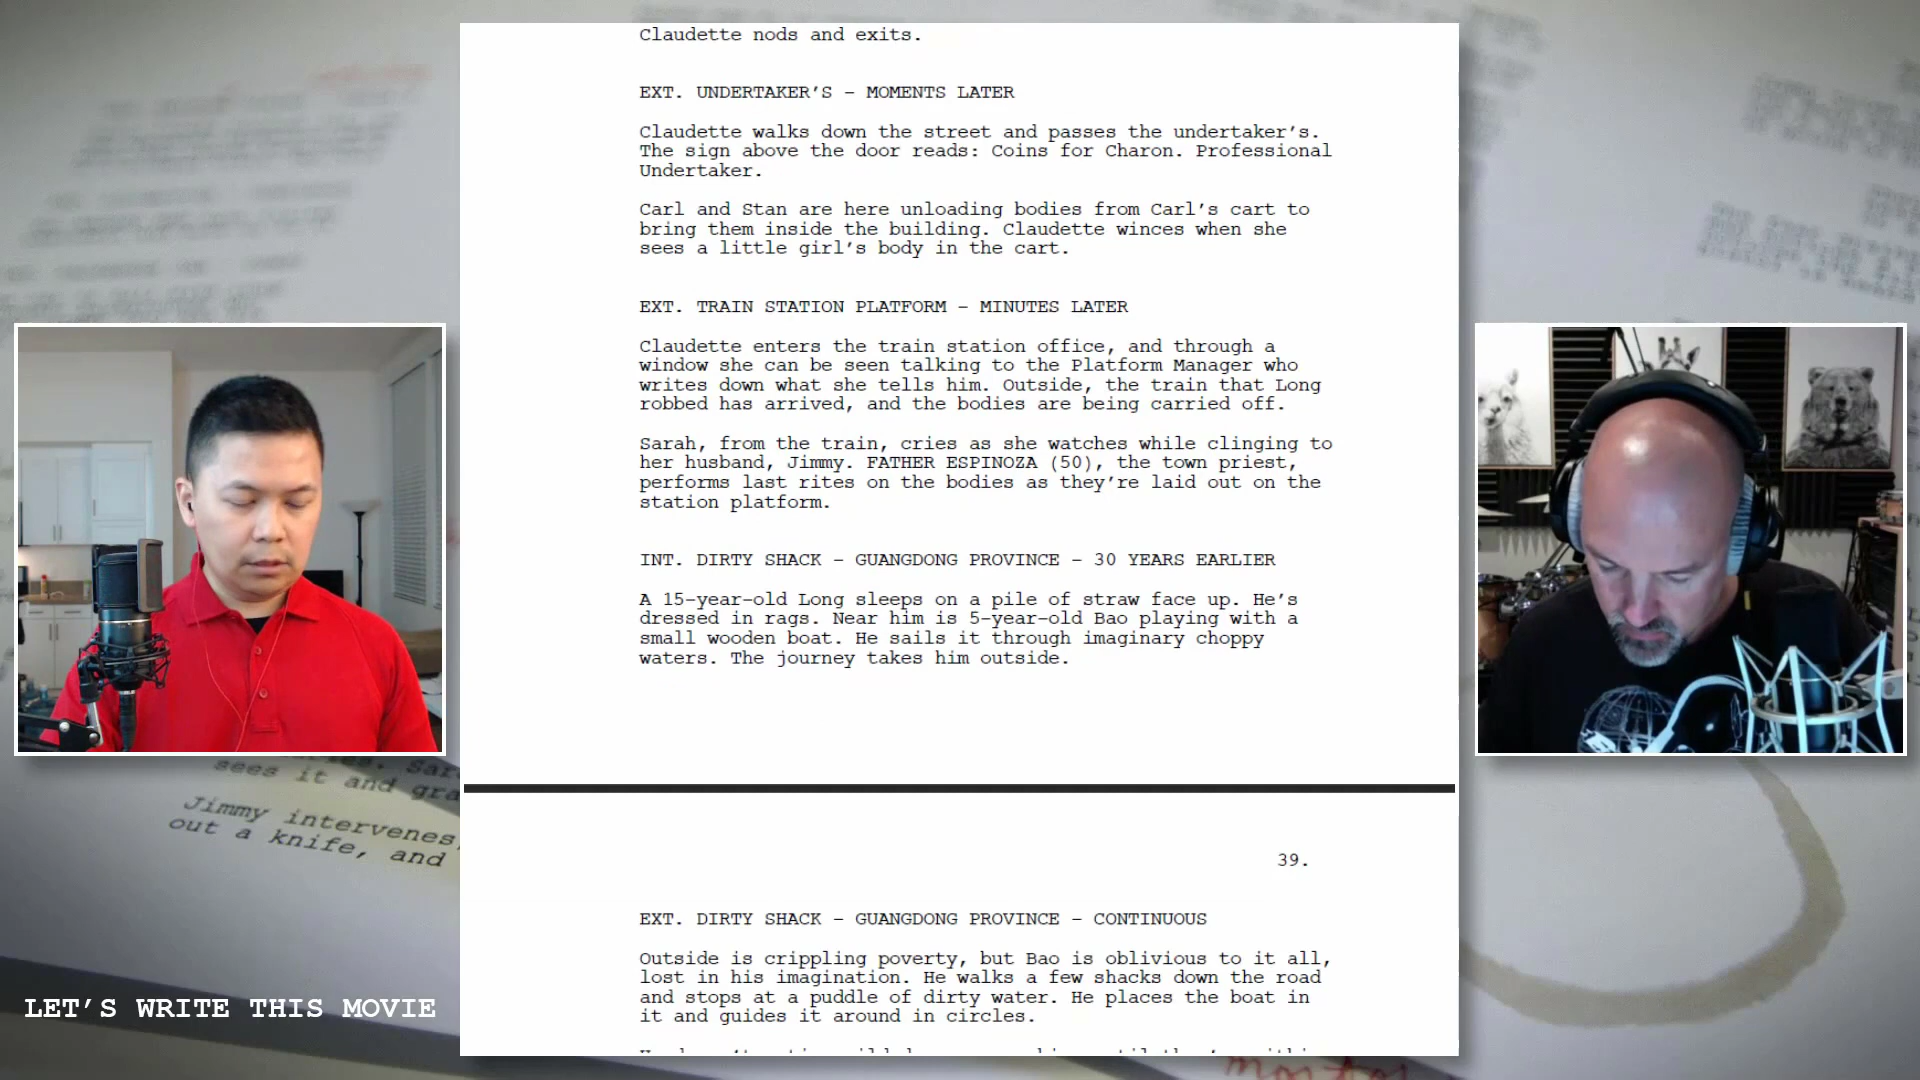 Claudette nods and exits.
EXT. UNDERTAKER’S – MOMENTS LATER
Claudette walks down the street and passes the undertaker’s.
The sign above the door reads: Coins for Charon. Professional
Undertaker.
Carl and Stan are here unloading bodies from Carl’s cart to
bring them inside the building. Claudette winces when she
sees a little girl’s body in the cart.
EXT. TRAIN STATION PLATFORM – MINUTES LATER
Claudette enters the train station office, and through a
window she can be seen talking to the Platform Manager who
writes down what she tells him. Outside, the train that Long
robbed has arrived, and the bodies are being carried off.
Sarah, from the train, cries as she watches while clinging to
her husband, Jimmy. FATHER ESPINOZA (50), the town priest,
performs last rites on the bodies as they’re laid out on the
station platform.
INT. DIRTY SHACK – GUANGDONG PROVINCE – 30 YEARS EARLIER
A 15-year-old Long sleeps on a pile of straw face up. He’s
dressed in rags. Near him is 5-year-old Bao playing with a
small wooden boat. He sails it through imaginary choppy
waters. The journey takes him outside.
39.
EXT. DIRTY SHACK – GUANGDONG PROVINCE – CONTINUOUS
Outside is crippling poverty, but Bao is oblivious to it all,
lost in his imagination. He walks a few shacks down the road
and stops at a puddle of dirty water. He places the boat in
it and guides it around in circles.
sees it and gra
Jimmy intervenes
out a knife, and
LET’S WRITE THIS MOVIE